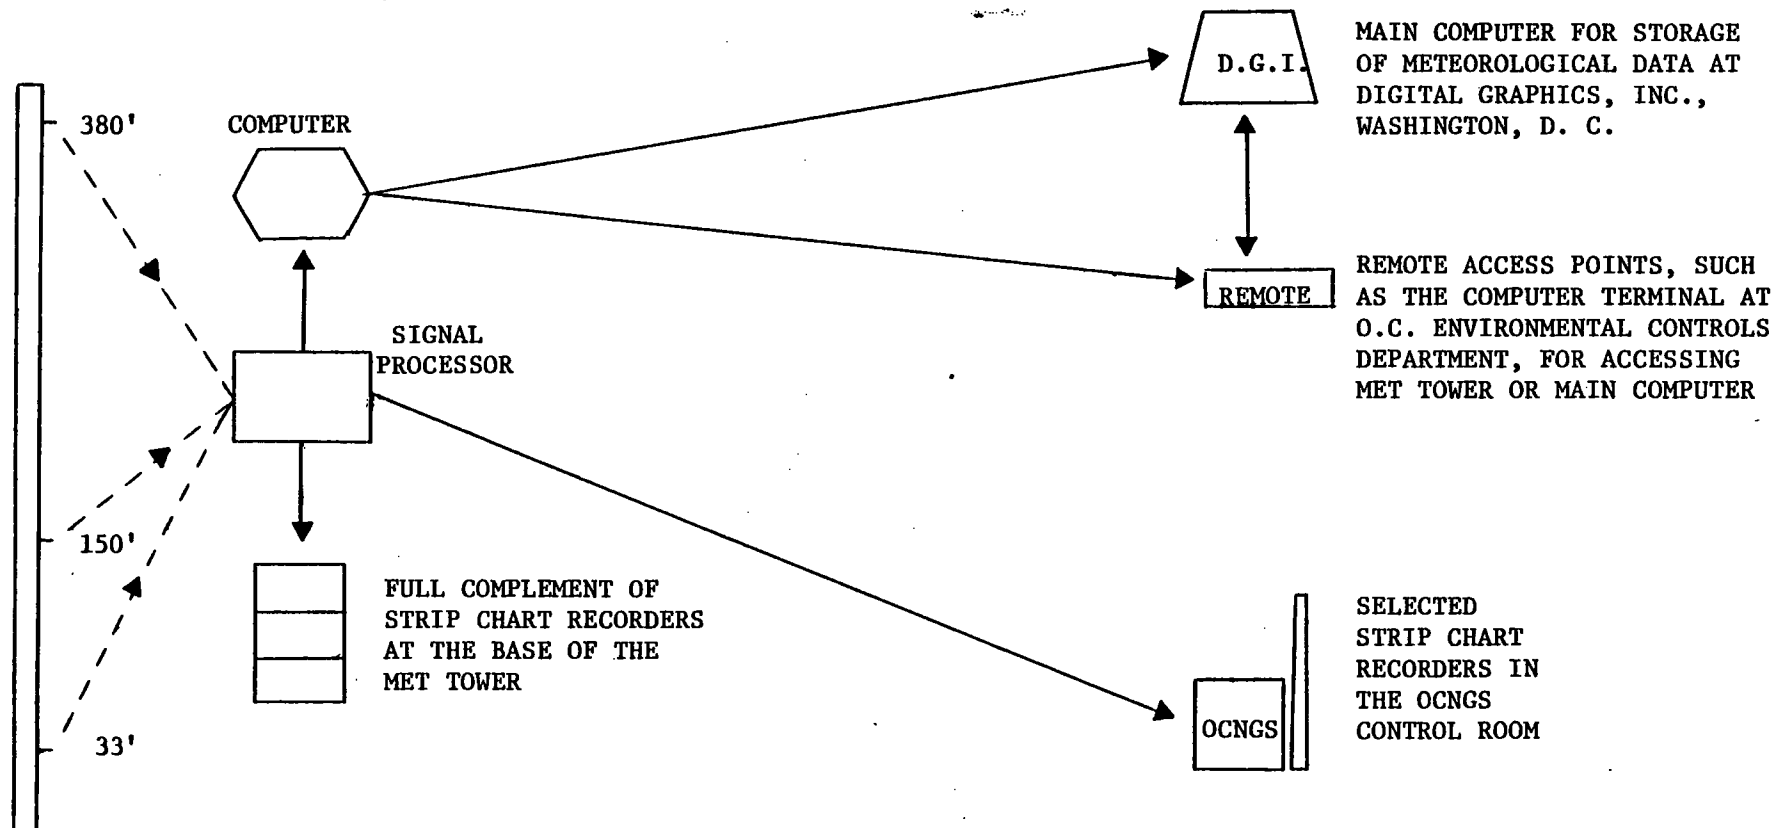 D.G.I.
MAIN COMPUTER FOR STORAGE
OF METEOROLOGICAL DATA AT
DIGITAL GRAPHICS, INC.,
WASHINGTON, D. C.
380'
COMPUTER
REMOTE
REMOTE ACCESS POINTS, SUCH
AS THE COMPUTER TERMINAL AT
O.C. ENVIRONMENTAL CONTROLS
DEPARTMENT, FOR ACCESSING
MET TOWER OR MAIN COMPUTER
SIGNAL
PROCESSOR
150'
FULL COMPLEMENT OF
STRIP CHART RECORDERS
AT THE BASE OF THE
MET TOWER
33'
OCNGS
SELECTED
STRIP CHART
RECORDERS IN
THE OCNGS
CONTROL ROOM